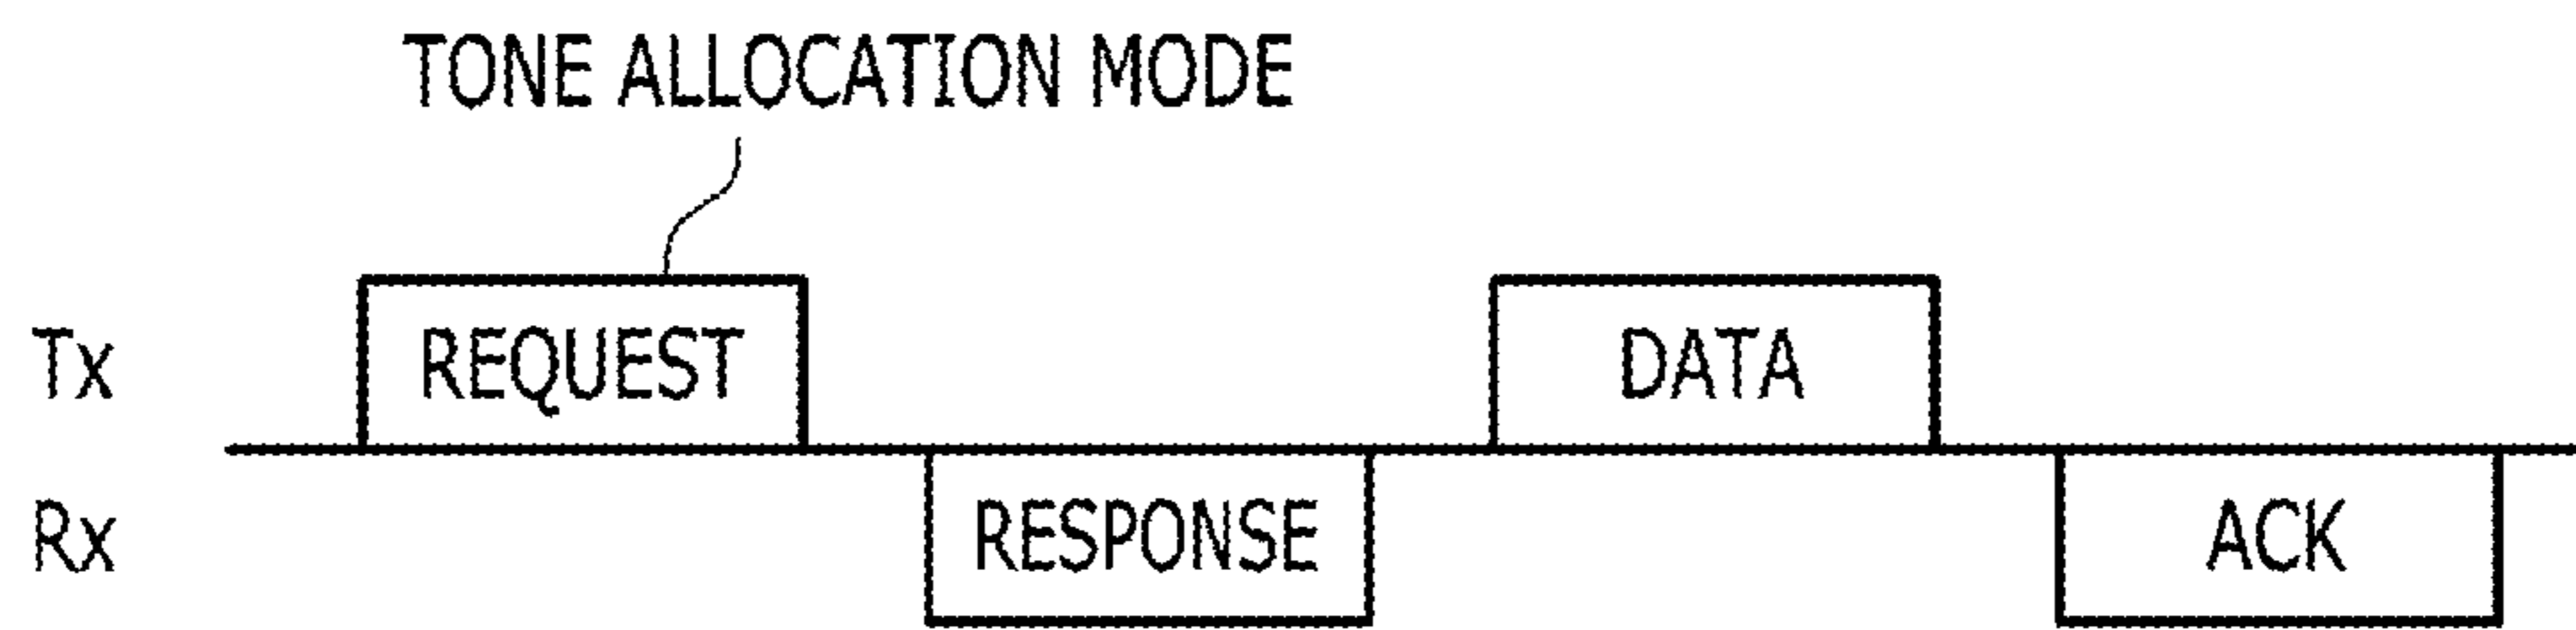 TONE ALLOCATION MODE
Tx REQUEST DATA
Rx RESPONSE ACK